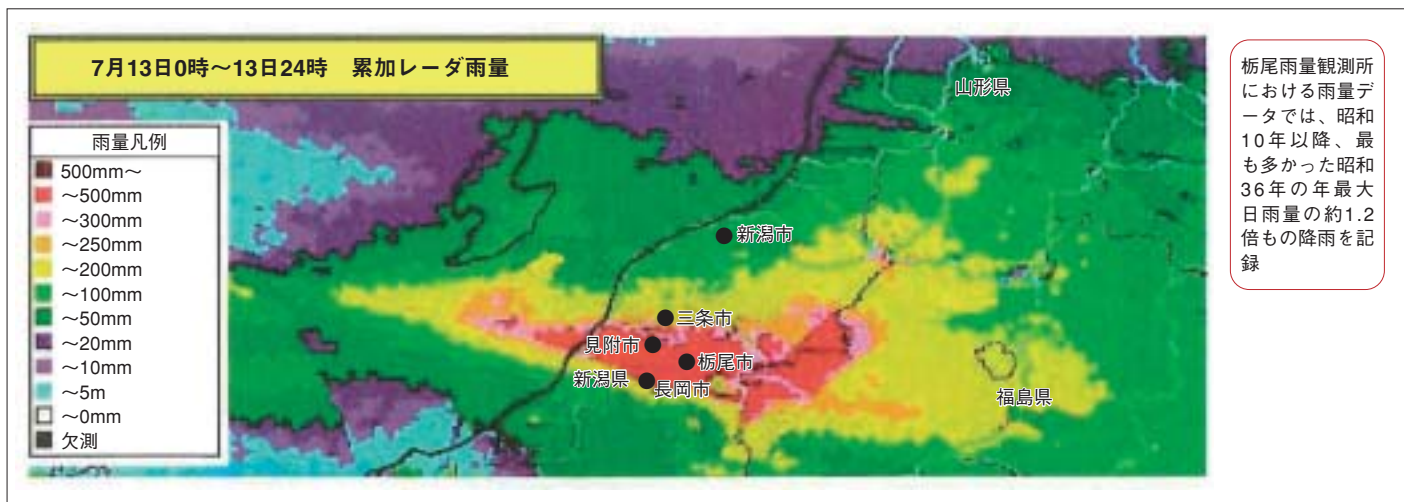 7月13日0時〜13日24時 累加レーダ雨量
雨量凡例
500mm〜
〜500mm
〜300mm
〜250mm
〜200mm
〜100mm
〜50mm
〜20mm
〜10mm
〜5m
〜0mm
欠測
山形県
新潟市
三条市
見附市
栃尾市
新潟県
長岡市
福島県
栃尾雨量観測所
における雨量デ
ータでは、昭和
10年以降、最
も多かった昭和
36年の年最大
日雨量の約1.2
倍もの降雨を記
録